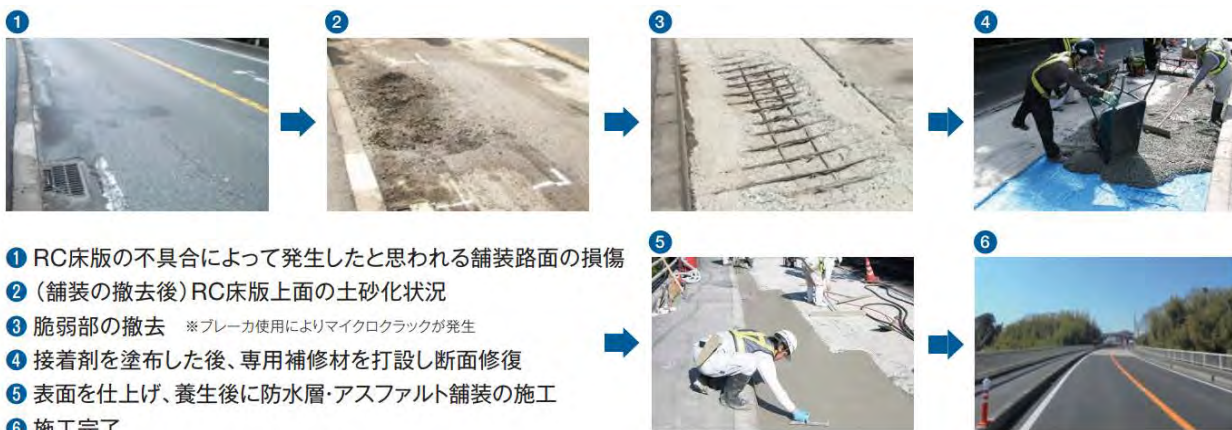 1
2
3
4
1 RC床版の不具合によって発生したと思われる舗装路面の損傷
2 (舗装の撤去後)RC床版上面の土砂化状況
3 脆弱部の撤去 ※ブレーカ使用によりマイクロクラックが発生
4 接着剤を塗布した後、専用補修材を打設し断面修復
5 表面を仕上げ、養生後に防水層・アスファルト舗装の施工
6 施工完了
5
6